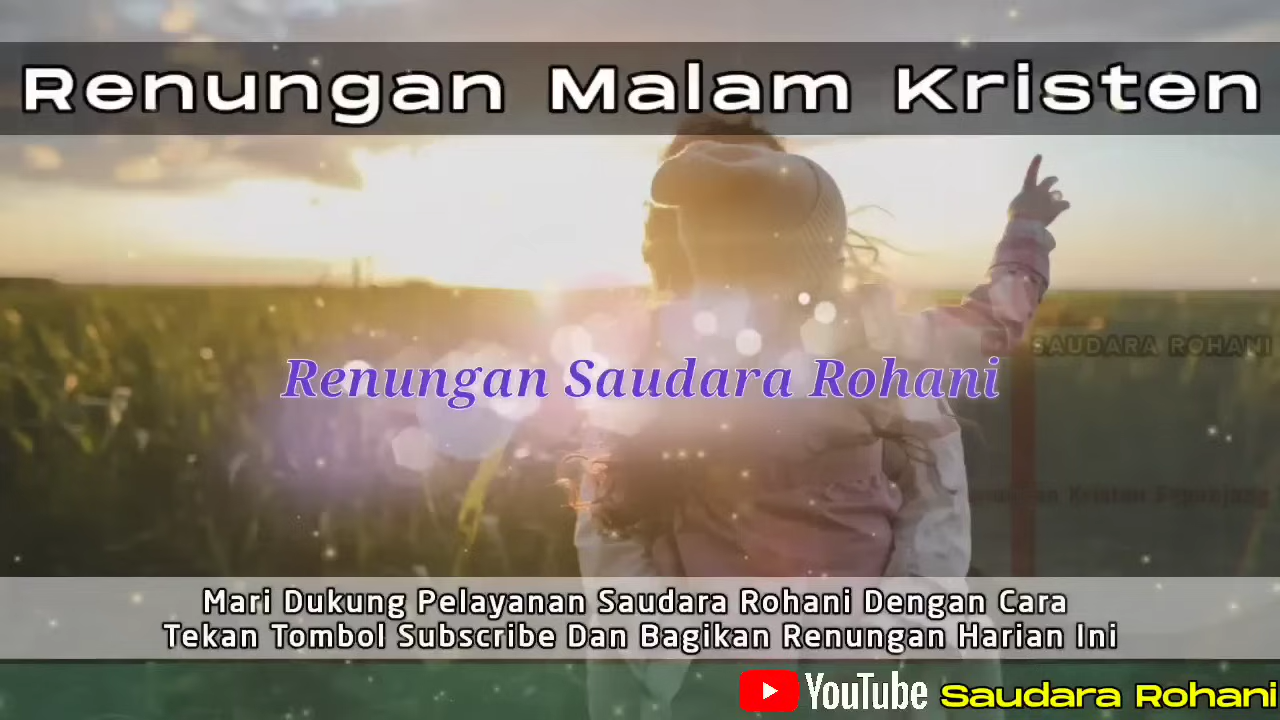 Renungan Malam Kristen
SAUDARA ROHANI
Renungan Saudara Rohani
Mari Dukung Pelayanan Saudara Rohani Dengan Cara
Tekan Tombol Subscribe Dan Bagikan Renungan Harian Ini
YouTube Saudara Rohani